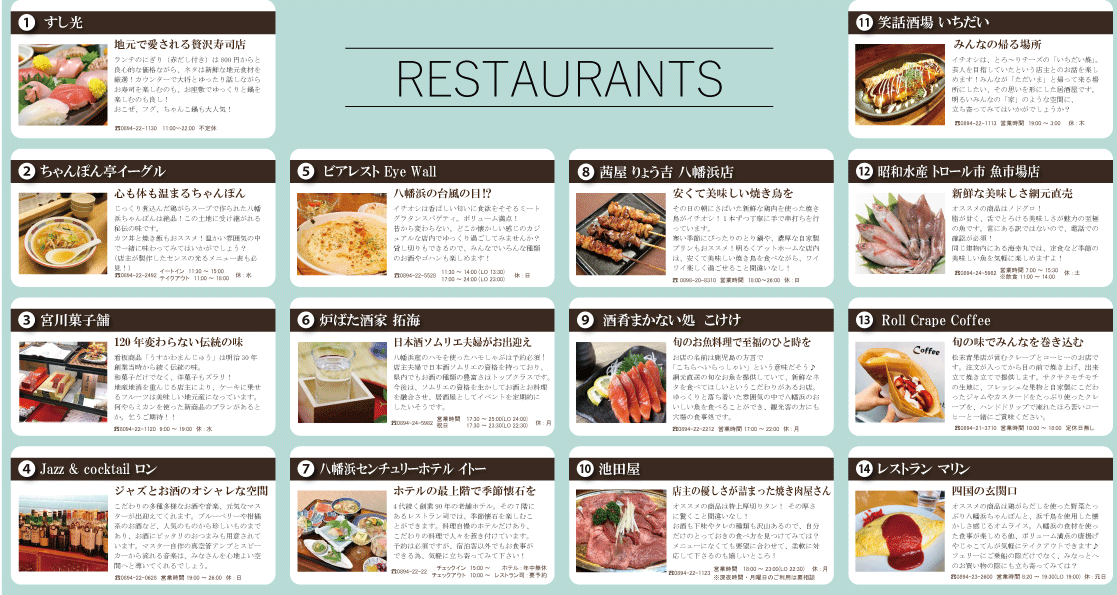 RESTAURANTS
1 すし光
地元で愛される贅沢寿司店
ランチのにぎり（赤だし付き）は800円からと
良心的な価格ながら、ネタは新鮮な地元食材を
厳選！カウンターで大将とゆったり話しながら
お寿司を楽しむのも、お座敷でゆっくりと鍋を
楽しむのも良し！
おこぜ、フグ、ちゃんこ鍋も大人気！
☎0894-22-1130 11:00〜22:00 不定休
2 ちゃんぽん亭イーグル
心も体も温まるちゃんぽん
じっくり煮込んだ鶏がらスープで作られた八幡
浜ちゃんぽんは絶品！この土地に受け継がれる
秘伝の味です。
カツ丼と焼き飯もおススメ！温かい雰囲気の中
で一緒に味わってみてはいかがでしょう？
（店主が製作したセンスの光るメニュー表も必
見！）
☎0894-22-2492 イートイン 11:30 〜 15:00
テイクアウト 11:00 〜 18:00 休：水
3 宮川菓子舗
120年変わらない伝統の味
看板商品「うすかわまんじゅう」は明治30年
創業当時から続く伝統の味。
和菓子だけでなく、洋菓子もズラリ！
地産地消を重んじる店主により、ケーキに乗せ
るフルーツは美味しい地元産になっています。
何やらミカンを使った新商品のプランがあると
か。乞うご期待！！
☎0894-22-1120 9:00 〜 19:00 休：水
4 Jazz & cocktail ロン
ジャズとお酒のオシャレな空間
こだわりの多種多様なお酒や音楽、元気なマス
ターが出迎えてくれます。ブルーベリーや柑橘
系のお酒など、人気のものから珍しいものまで
あり、お酒にピッタリのおつまみも用意されて
います。マスター自作の真空管アンプとスピー
カーから流れる音楽は、みなさんを心地よい空
間へと導いてくれるでしょう。
☎0894-22-0628 営業時間 19:00 〜 26:00 休：日
5 ビアレスト Eye Wall
八幡浜の台風の目!?
イチオシは香ばしい匂いに食欲をそそるミート
グラタンスパゲティ。ボリューム満点！
昔から変わらない、どこか懐かしい感じのカジ
ュアルな店内でゆっくり過ごしてみませんか？
貸し切りもできるので、みんなでいろんな種類
のお酒やゴハンも楽しめます！
☎0894-22-5528 11:30 〜 14:00 (LO 13:30)
17:00 〜 24:00 (LO 23:00) 休：日
6 炉ばた酒家 拓海
日本酒ソムリエ夫婦がお出迎え
八幡浜産のハモを使ったハモしゃぶは予約必須！
店主夫婦で日本酒ソムリエの資格を持っており、
県内でもお酒の種類の豊富さはトップクラスです。
今後は、ソムリエの資格を生かしてお酒とお料理
を融合させ、居酒屋としてイベントを定期的に
したいそうです。
☎0894-24-5982 営業時間 17:30 〜 25:00(LO 24:00)
祝日 17:30 〜 23:30(LO 22:30) 休：月
7 八幡浜センチュリーホテル イトー
ホテルの最上階で季節懐石を
4代続く創業90年の老舗ホテル。その7階に
あるレストラン司では、季節懐石を楽しむこ
とができます。料理自慢のホテルだけあり、
こだわりの料理で人々を惹き付けています。
予約は必須ですが、宿泊客以外でもお食事が
できる為、気軽に立ち寄ってみて下さい！
☎0894-22-22 チェックイン 15:00 〜 ホテル：年中無休
チェックアウト 10:00 〜 レストラン司：要予約
8 茜屋 りょう吉 八幡浜店
安くて美味しい焼き鳥を
その日の朝にさばいた新鮮な鶏肉を使った焼き
鳥がイチオシ！1本ずつ丁寧に手で串打ちを行
っています。
寒い季節にぴったりのとり鍋や、濃厚な自家製
プリンもおススメ！明るくアットホームな店内
は、安くて美味しい焼き鳥を食べながら、ワイ
ワイ楽しく過ごせること間違いなし！
☎ 0898-20-8310 営業時間 18:00〜26:00 休：日
9 酒肴まかない処 こけけ
旬のお魚料理で至福のひと時を
お店の名前は鹿児島の方言で
「こちらへいらっしゃい」という意味だそう♪
網元直送の旬なお魚を提供していて、新鮮なネ
タを食べてほしいというこだわりがあるお店。
ゆっくりと落ち着いた雰囲気の中で八幡浜のお
いしい魚を食べることができ、観光客の方にも
大盛の食事処です。
☎0894-22-2212 営業時間 17:00 〜 22:00 休：月
10 池田屋
店主の優しさが詰まった焼き肉屋さん
オススメの商品は特上厚切りタン！ その厚さ
に驚くこと間違いなし！
お酒も下味やタレの種類も沢山あるので、自分
だけのとっておきの食べ方を見つけてみては？
メニューになくても要望に合わせて、柔軟に対
応して下さるのも嬉しいところ！
☎0894-22-1123 営業時間 18:00 〜 23:00(LO 22:30) 休：月
※深夜時間・月曜日のご利用は要相談
11 笑話酒場 いちだい
みんなの帰る場所
イチオシは、とろ〜りチーズの「いちだい焼」。
芸人を目指していたという店主とのお話を楽し
めます！みんなが「ただいま」と帰って来る場
所にしたい、その思いを形にした居酒屋です。
明るいみんなの「家」のような空間に、
立ち寄ってみてはいかがでしょうか？
☎0894-22-1113 営業時間 19:00 〜 3:00 休：木
12 昭和水産 トロール市 魚市場店
新鮮な美味しさ網元直売
オススメの商品はノドグロ！
脂が甘く、舌でとろける美味しさが魅力の至極
の魚です。常にある訳ではないので、電話での
確認が必須！
同じ建物内にある海幸丸では、定食など季節の
美味しい魚を気軽に楽しめますよ！
☎0894-24-5982 営業時間 7:00 〜 15:30
※飲食 11:00 〜 14:00 休：土
13 Roll Crape Coffee
旬の味でみんなを巻き込む
松末青果店が営むクレープとコーヒーのお店で
す。注文が入ってから目の前で焼き上げ、出来
立て焼き立てで提供します。サクサクモチモチ
の生地に、フレッシュな果物と自家製にこだわ
ったジャムやカスタードをたっぷり使ったクレ
ープを、ハンドドリップで淹れたほろ苦いコー
ヒーと一緒にご賞味ください。
☎0894-21-3710 営業時間 10:00 〜 18:00 定休日無し
Coffee
14 レストラン マリン
四国の玄関口
オススメの商品は鶏がらだしを使った野菜たっ
ぷり八幡浜ちゃんぽんと、浜千鳥を使用した懐
かしさ感じるオムライス。八幡浜の食材を使っ
た食事が楽しめる他、ボリューム満点の唐揚げ
やじゃこてんが気軽にテイクアウトできます♪
フェリーにご乗船の際だけでなく、みなっと〜
のお買い物の際にも立ち寄ってみては？
☎0894-23-2600 営業時間 8:20 〜 19:30(LO 19:00) 休：元日